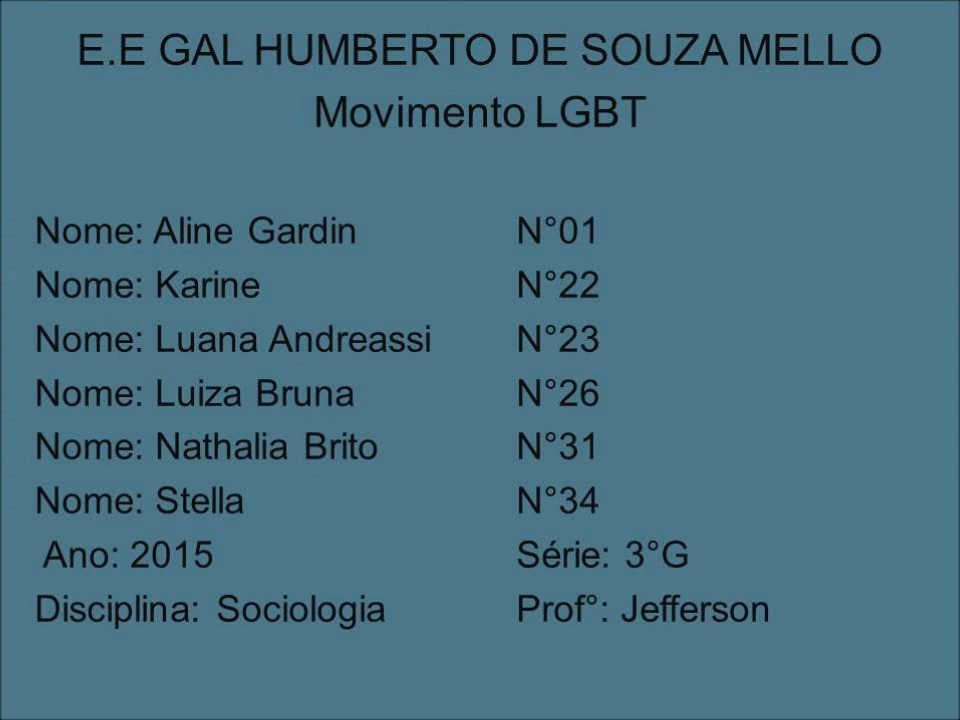 E.E GAL HUMBERTO DE SOUZA MELLO
Movimento LGBT
Nome: Aline Gardin N°01
Nome: Karine N°22
Nome: Luana Andreassi N°23
Nome: Luiza Bruna N°26
Nome: Nathalia Brito N°31
Nome: Stella N°34
Ano: 2015 Série: 3°G
Disciplina: Sociologia Prof°: Jefferson